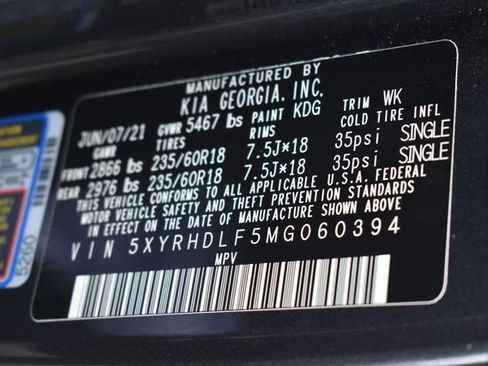 MANUFACTURED BY
KIA GEORGIA, INC.
JUN/07/21 GVWR 5467 lbs PAINT KDG TRIM WK
GAWR TIRES RIMS COLD TIRE INFL
FRONT 2866 lbs 235/60R18 7.5J*18 35psi SINGLE
REAR 2976 lbs 235/60R18 7.5J*18 35psi SINGLE
THIS VEHICLE CONFORMS TO ALL APPLICABLE U.S.A. FEDERAL
MOTOR VEHICLE SAFETY AND THEFT PREVENTION STANDARDS
IN EFFECT ON THE DATE OF MANUFACTURE SHOWN ABOVE
VIN 5XYRHDLF5MG060394
MPV
5260